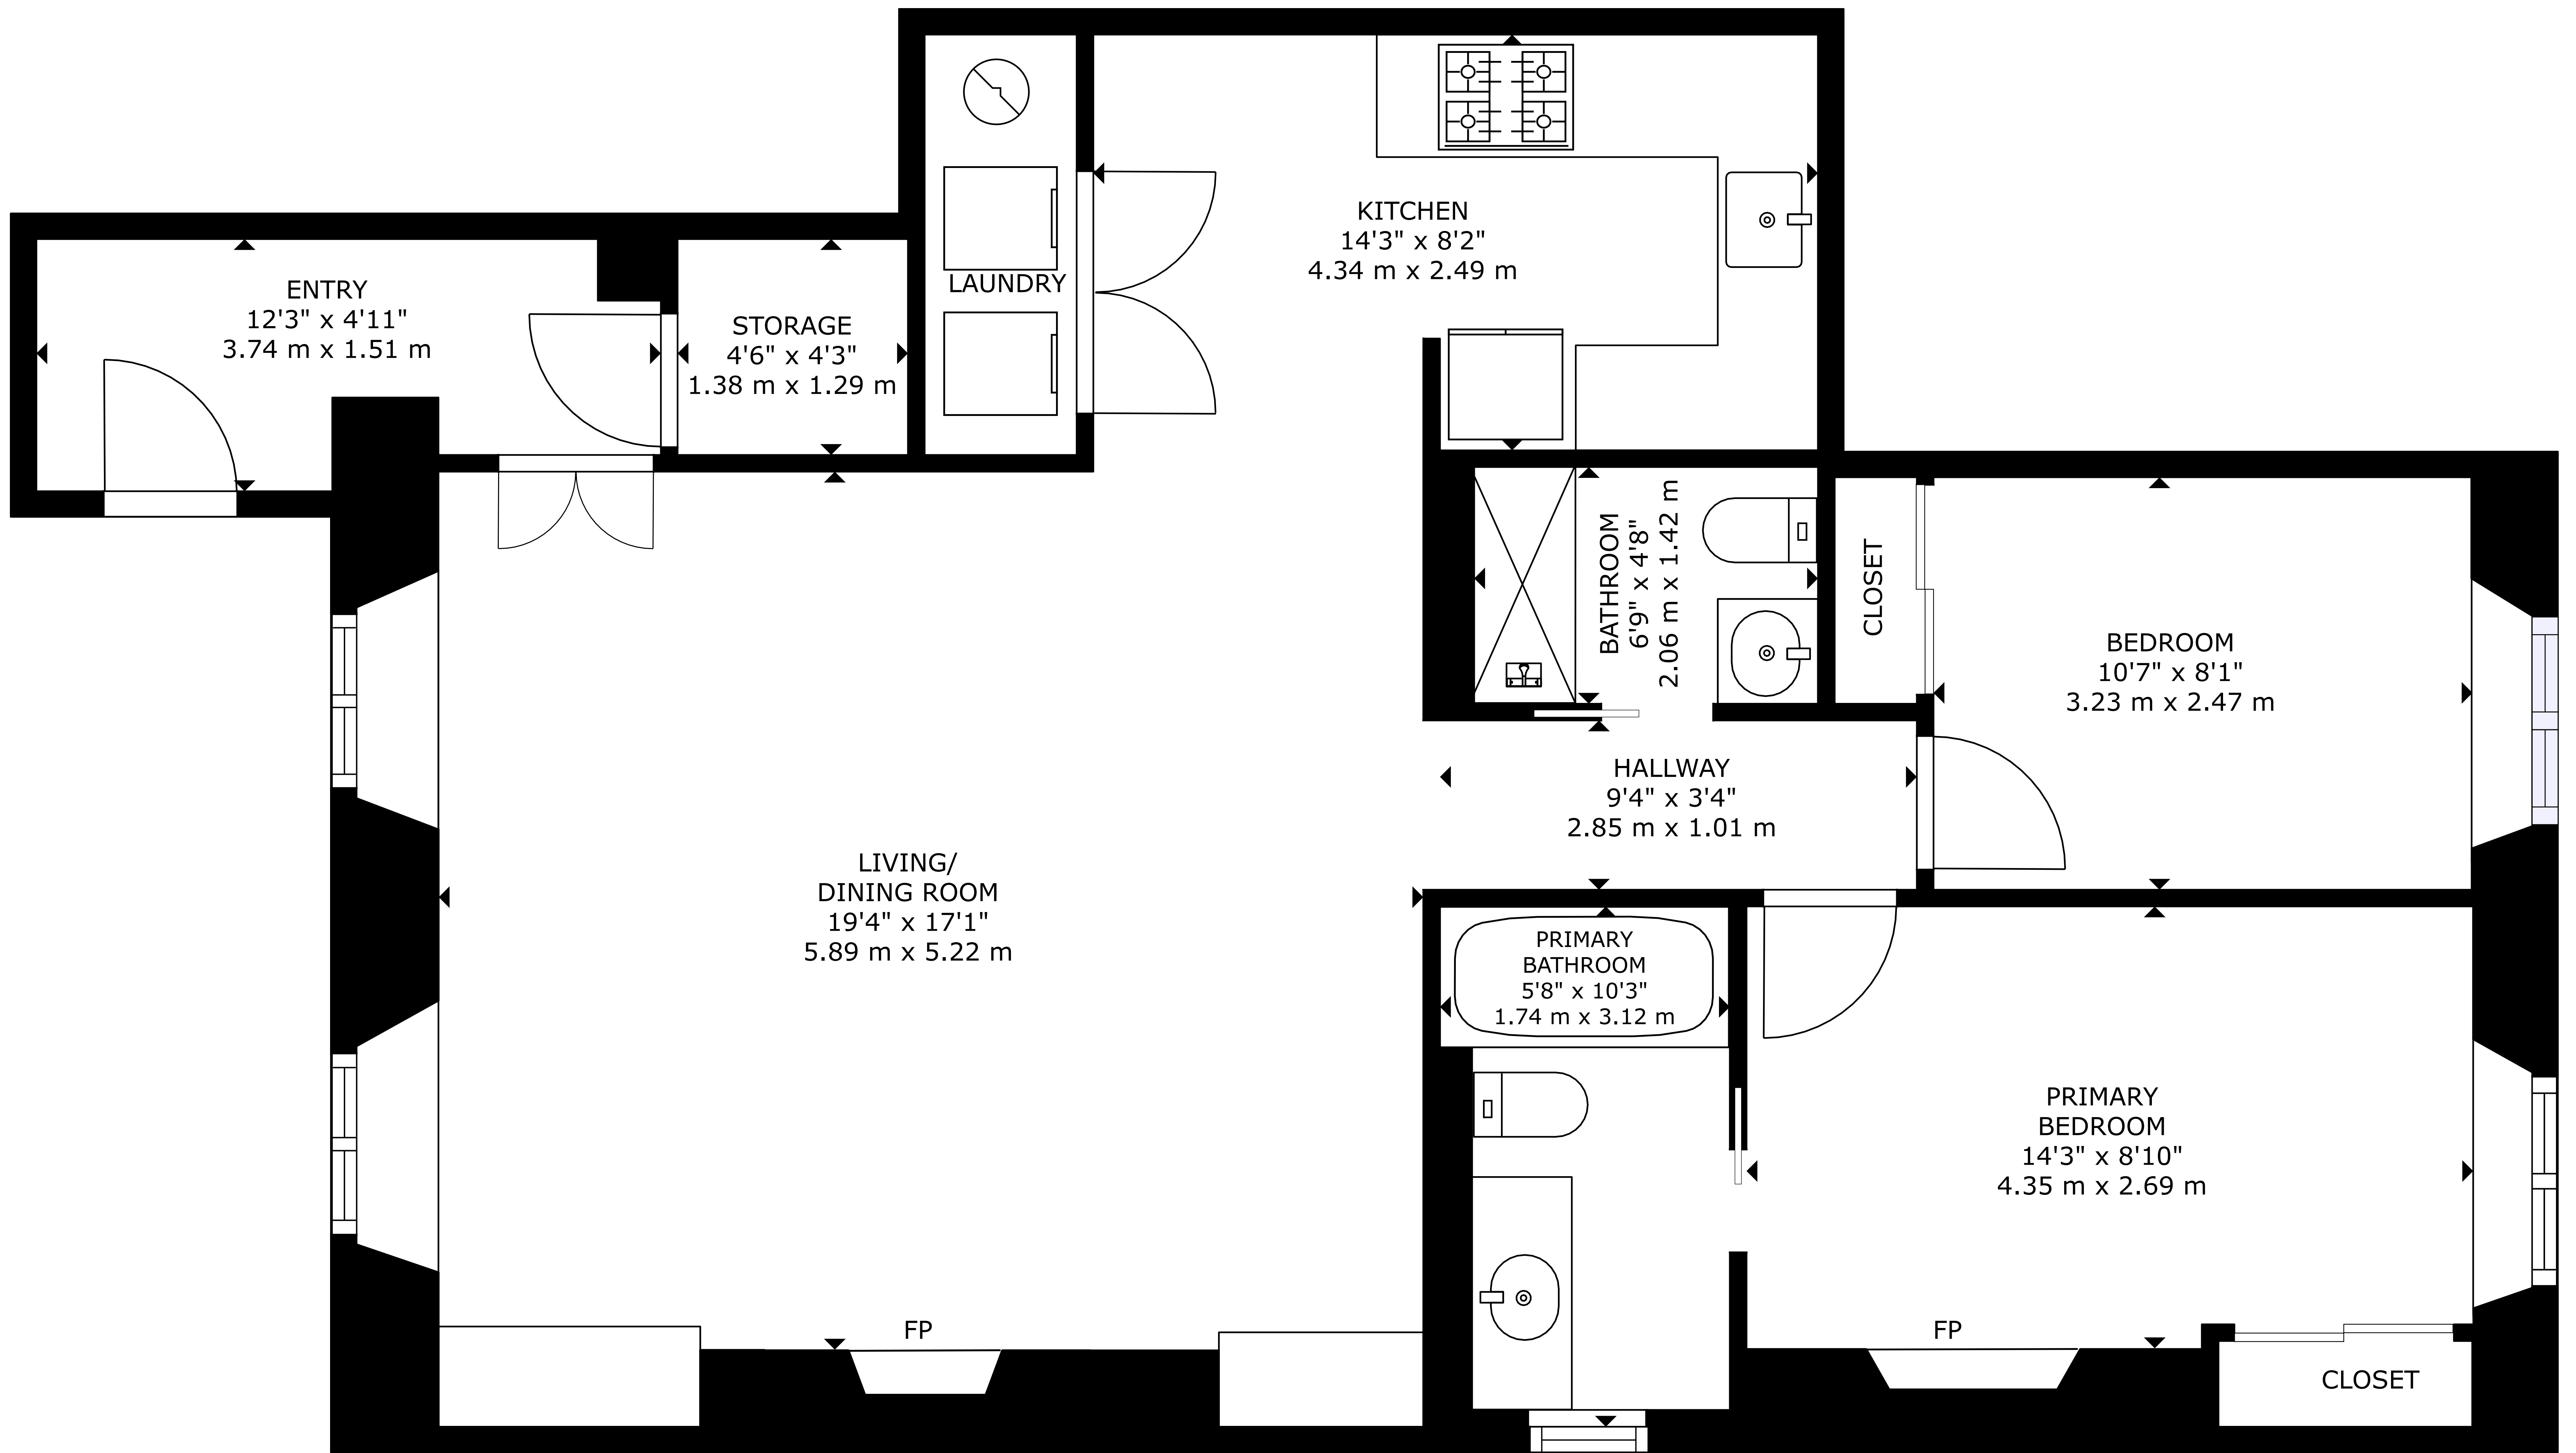 KITCHEN
14'3" x 8'2"
4.34 m x 2.49 m
LAUNDRY
ENTRY
12'3" x 4'11"
3.74 m x 1.51 m
STORAGE
4'6" x 4'3"
1.38 m x 1.29 m
BATHROOM
6'9" x 4'8"
2.06 m x 1.42 m
CLOSET
BEDROOM
10'7" x 8'1"
3.23 m x 2.47 m
HALLWAY
9'4" x 3'4"
2.85 m x 1.01 m
LIVING/
DINING ROOM
19'4" x 17'1"
5.89 m x 5.22 m
PRIMARY
BATHROOM
5'8" x 10'3"
1.74 m x 3.12 m
PRIMARY
BEDROOM
14'3" x 8'10"
4.35 m x 2.69 m
FP
FP
CLOSET